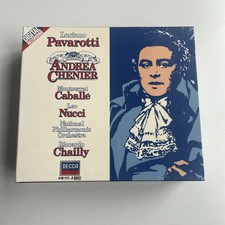 Luciano
Pavarotti
ANDREA
CHENIER
Montserrat
Caballé
Leo
Nucci
National
Philharmonic
Orchestra
Riccardo
Chailly
DECCA